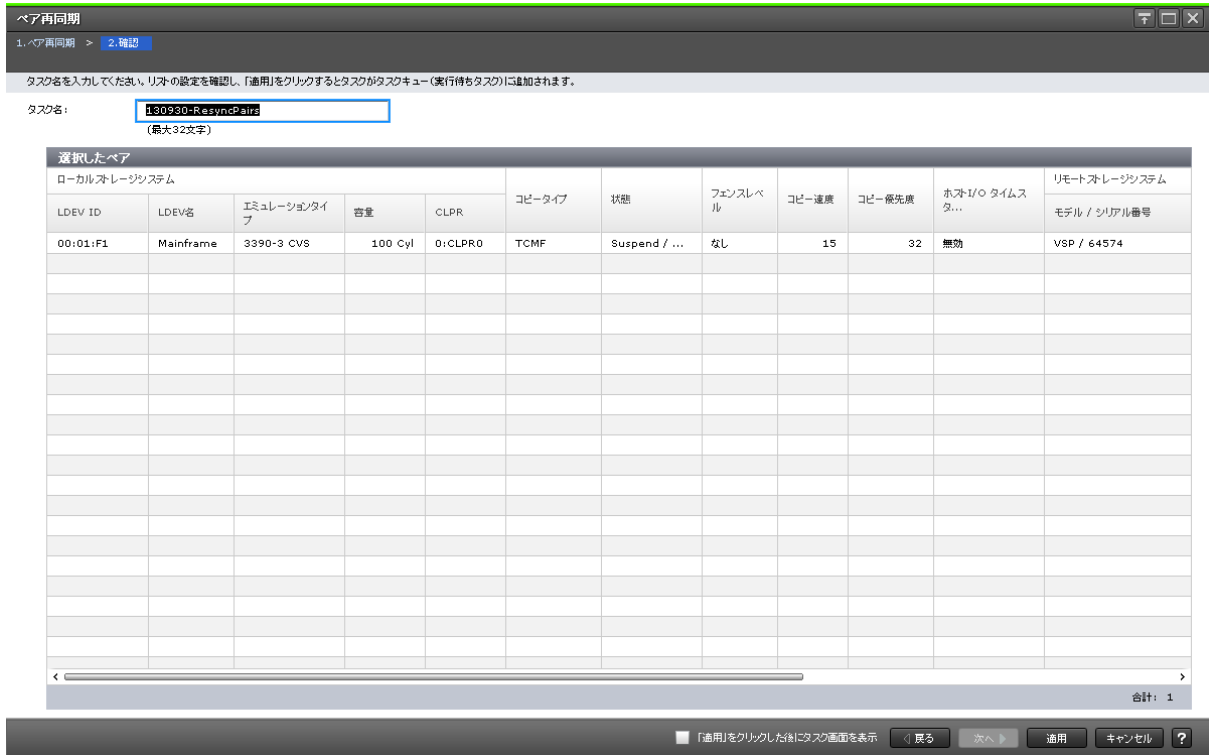 ペア再同期
1.ペア再同期 > 2.確認
タスク名を入力してください。リストの設定を確認し、「適用」をクリックするとタスクがタスクキュー(実行待ちタスク)に追加されます。
タスク名: 130930-ResyncPairs
(最大32文字)
選択したペア
ローカルストレージシステム コピータイプ 状態 フェンスレベル コピー速度 コピー優先度 ホストI/O タイムスタ... リモートストレージシステム
LDEV ID LDEV名 エミュレーションタイプ 容量 CLPR モデル / シリアル番号
00:01:F1 Mainframe 3390-3 CVS 100 Cyl 0:CLPR0 TCMF Suspend / ... なし 15 32 無効 VSP / 64574
合計: 1
「適用」をクリックした後にタスク画面を表示 戻る 次へ 適用 キャンセル ?